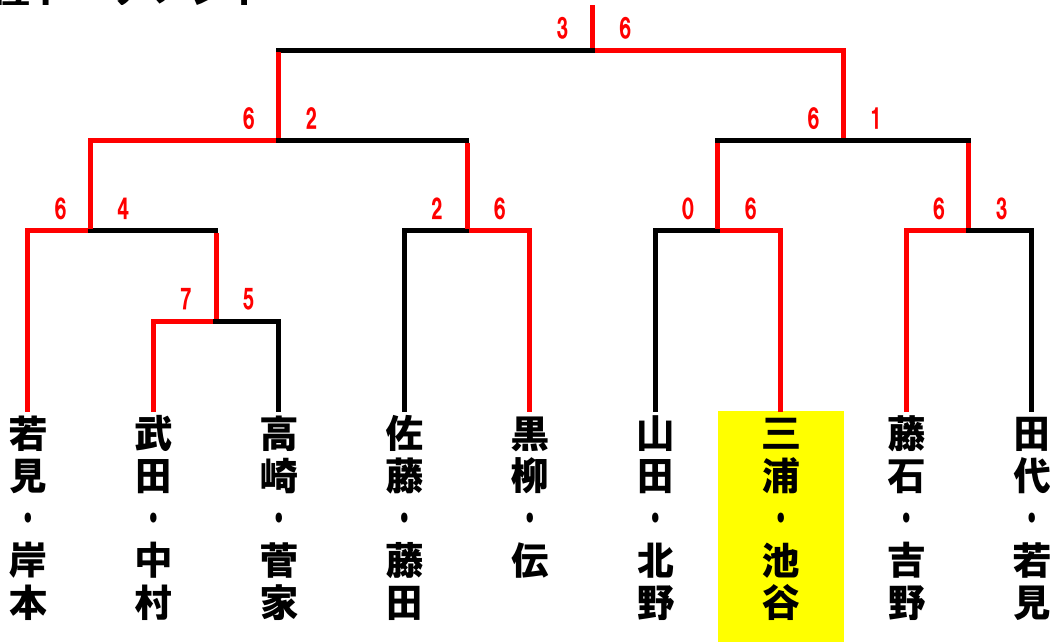 3 6
6 2 6 1
6 4 2 6 0 6 6 3
7 5
若見・岸本
武田・中村
高崎・菅家
佐藤・藤田
黒柳・伝
山田・北野
三浦・池谷
藤石・吉野
田代・若見